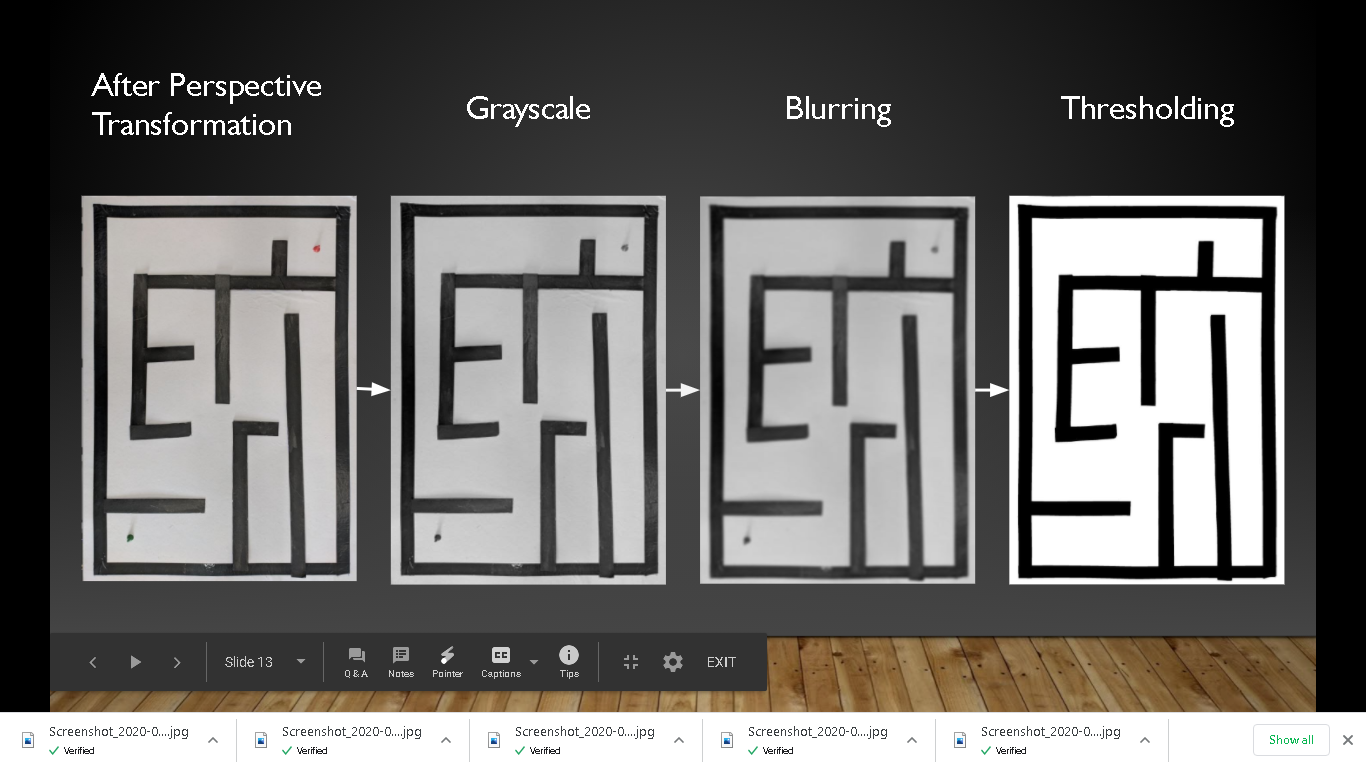 After Perspective
Transformation
Grayscale
Blurring
Thresholding
Slide 13
Q & A
Notes
Pointer
CC
Captions
Tips
EXIT
Screenshot_2020-0....jpg
Verified
Screenshot_2020-0....jpg
Verified
Screenshot_2020-0....jpg
Verified
Screenshot_2020-0....jpg
Verified
Screenshot_2020-0....jpg
Verified
Show all